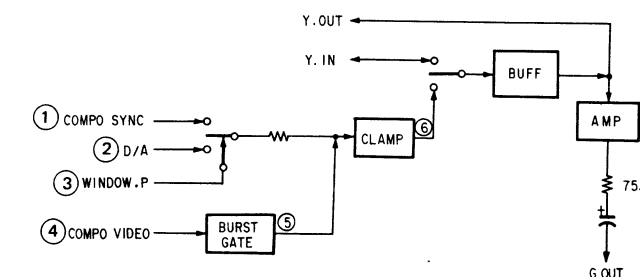 Y.OUT
Y.IN
BUFF
① COMPO SYNC
② D/A
③ WINDOW.P
CLAMP
⑥
AMP
75
④ COMPO VIDEO
BURST
GATE
⑤
+
G.OUT